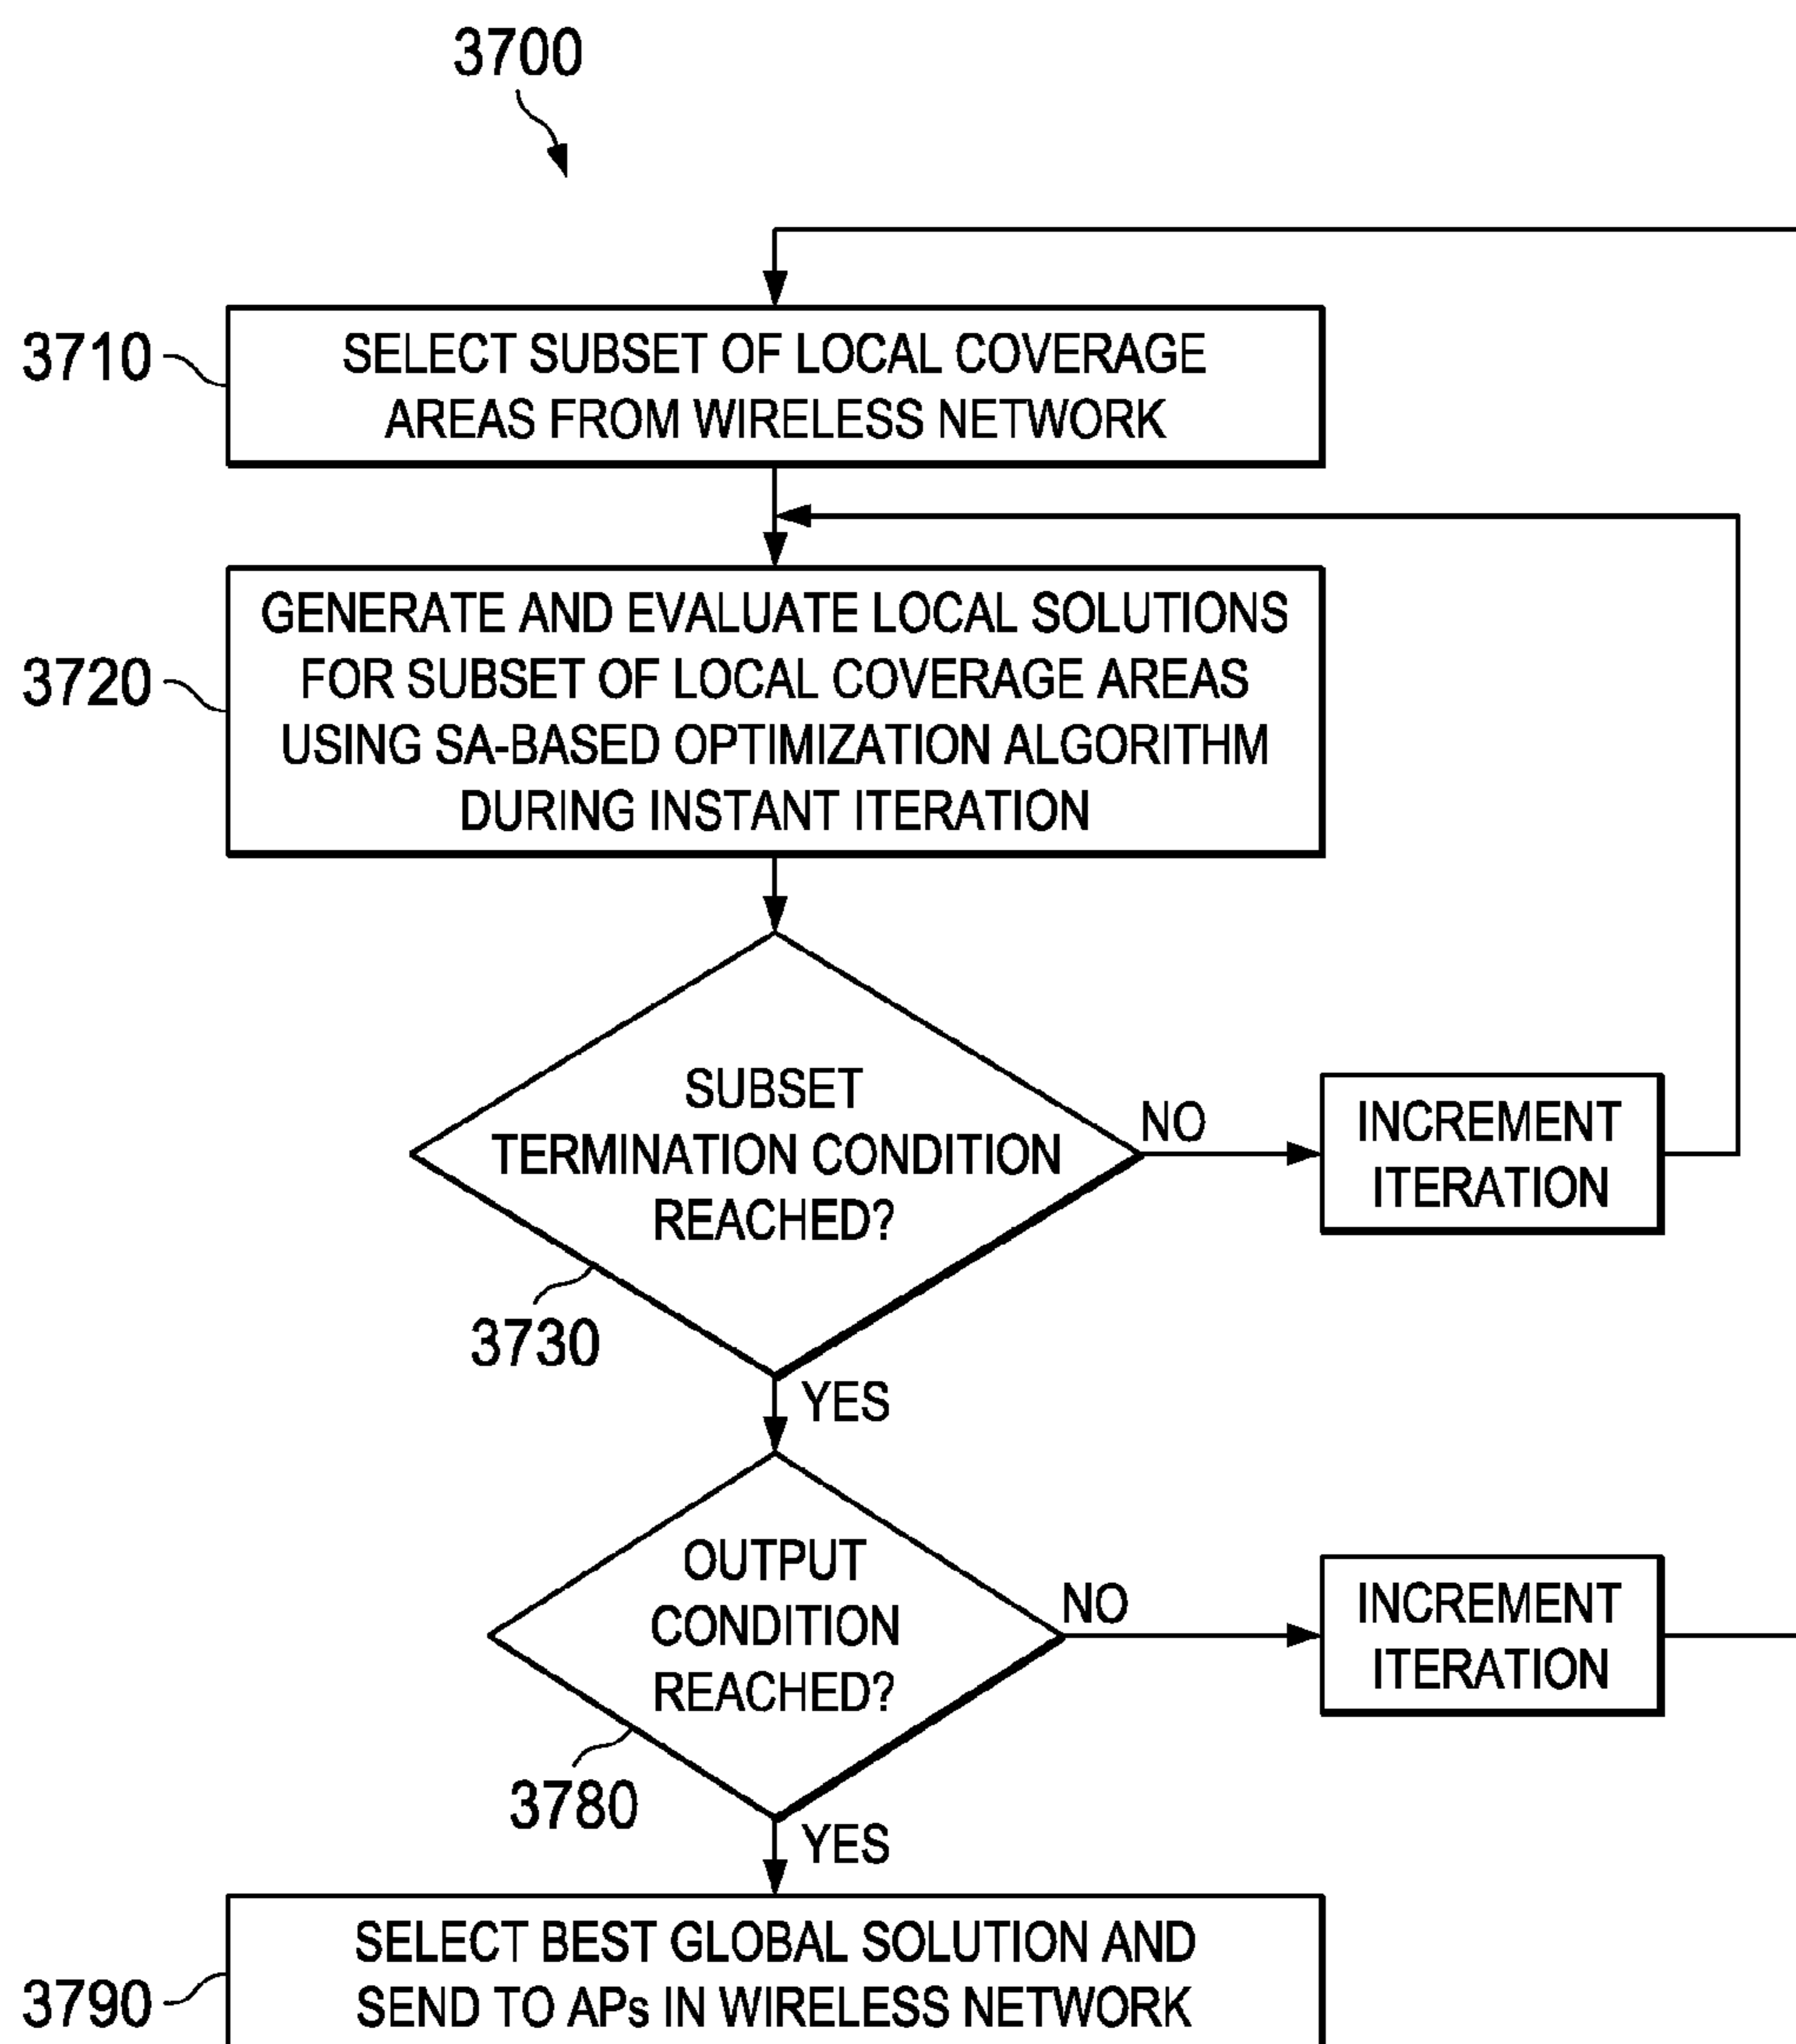 3700
3710
SELECT SUBSET OF LOCAL COVERAGE
AREAS FROM WIRELESS NETWORK
3720
GENERATE AND EVALUATE LOCAL SOLUTIONS
FOR SUBSET OF LOCAL COVERAGE AREAS
USING SA-BASED OPTIMIZATION ALGORITHM
DURING INSTANT ITERATION
SUBSET
TERMINATION CONDITION
REACHED?
NO
INCREMENT
ITERATION
3730
YES
OUTPUT
CONDITION
REACHED?
NO
INCREMENT
ITERATION
3780
YES
3790
SELECT BEST GLOBAL SOLUTION AND
SEND TO APs IN WIRELESS NETWORK